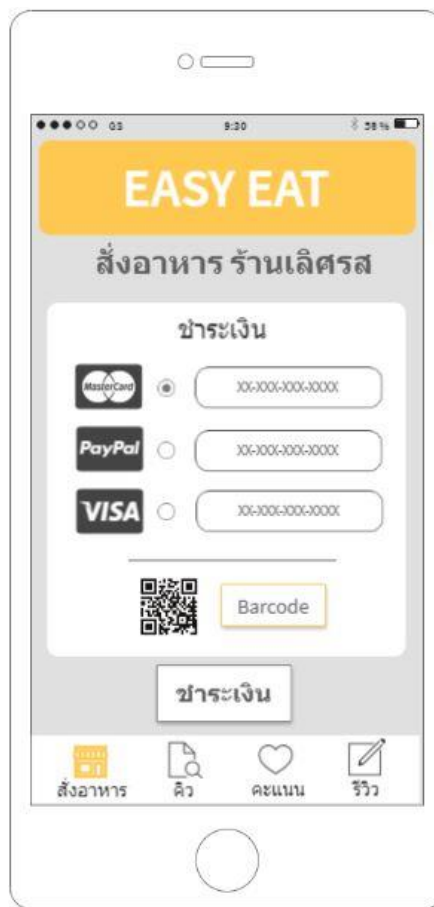 GS 9:30 58 %
EASY EAT
สั่งอาหาร ร้านเลิศรส
ชำระเงิน
MasterCard XX-XXX-XXX-XXXX
PayPal XX-XXX-XXX-XXXX
VISA XX-XXX-XXX-XXXX
Barcode
ชำระเงิน
สั่งอาหาร คิว คะแนน รีวิว